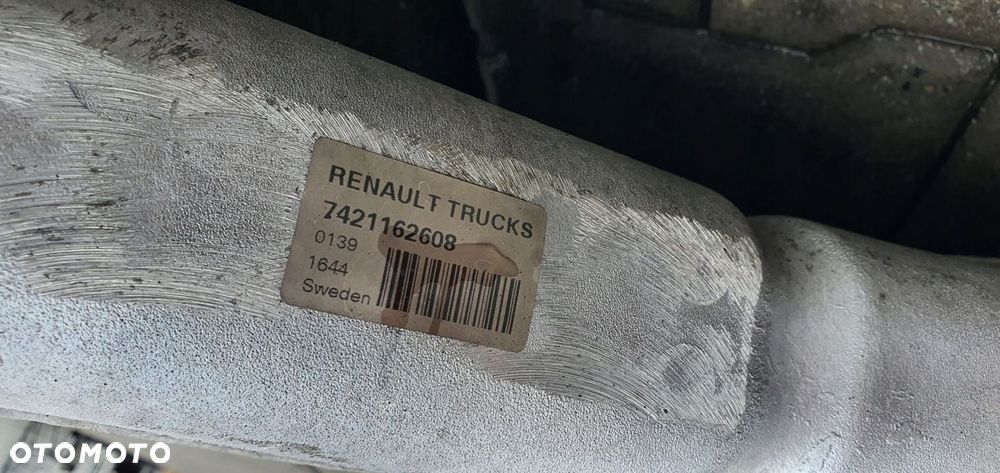 RENAULT TRUCKS
7421162608
0139
1644
Sweden
OTOMOTO